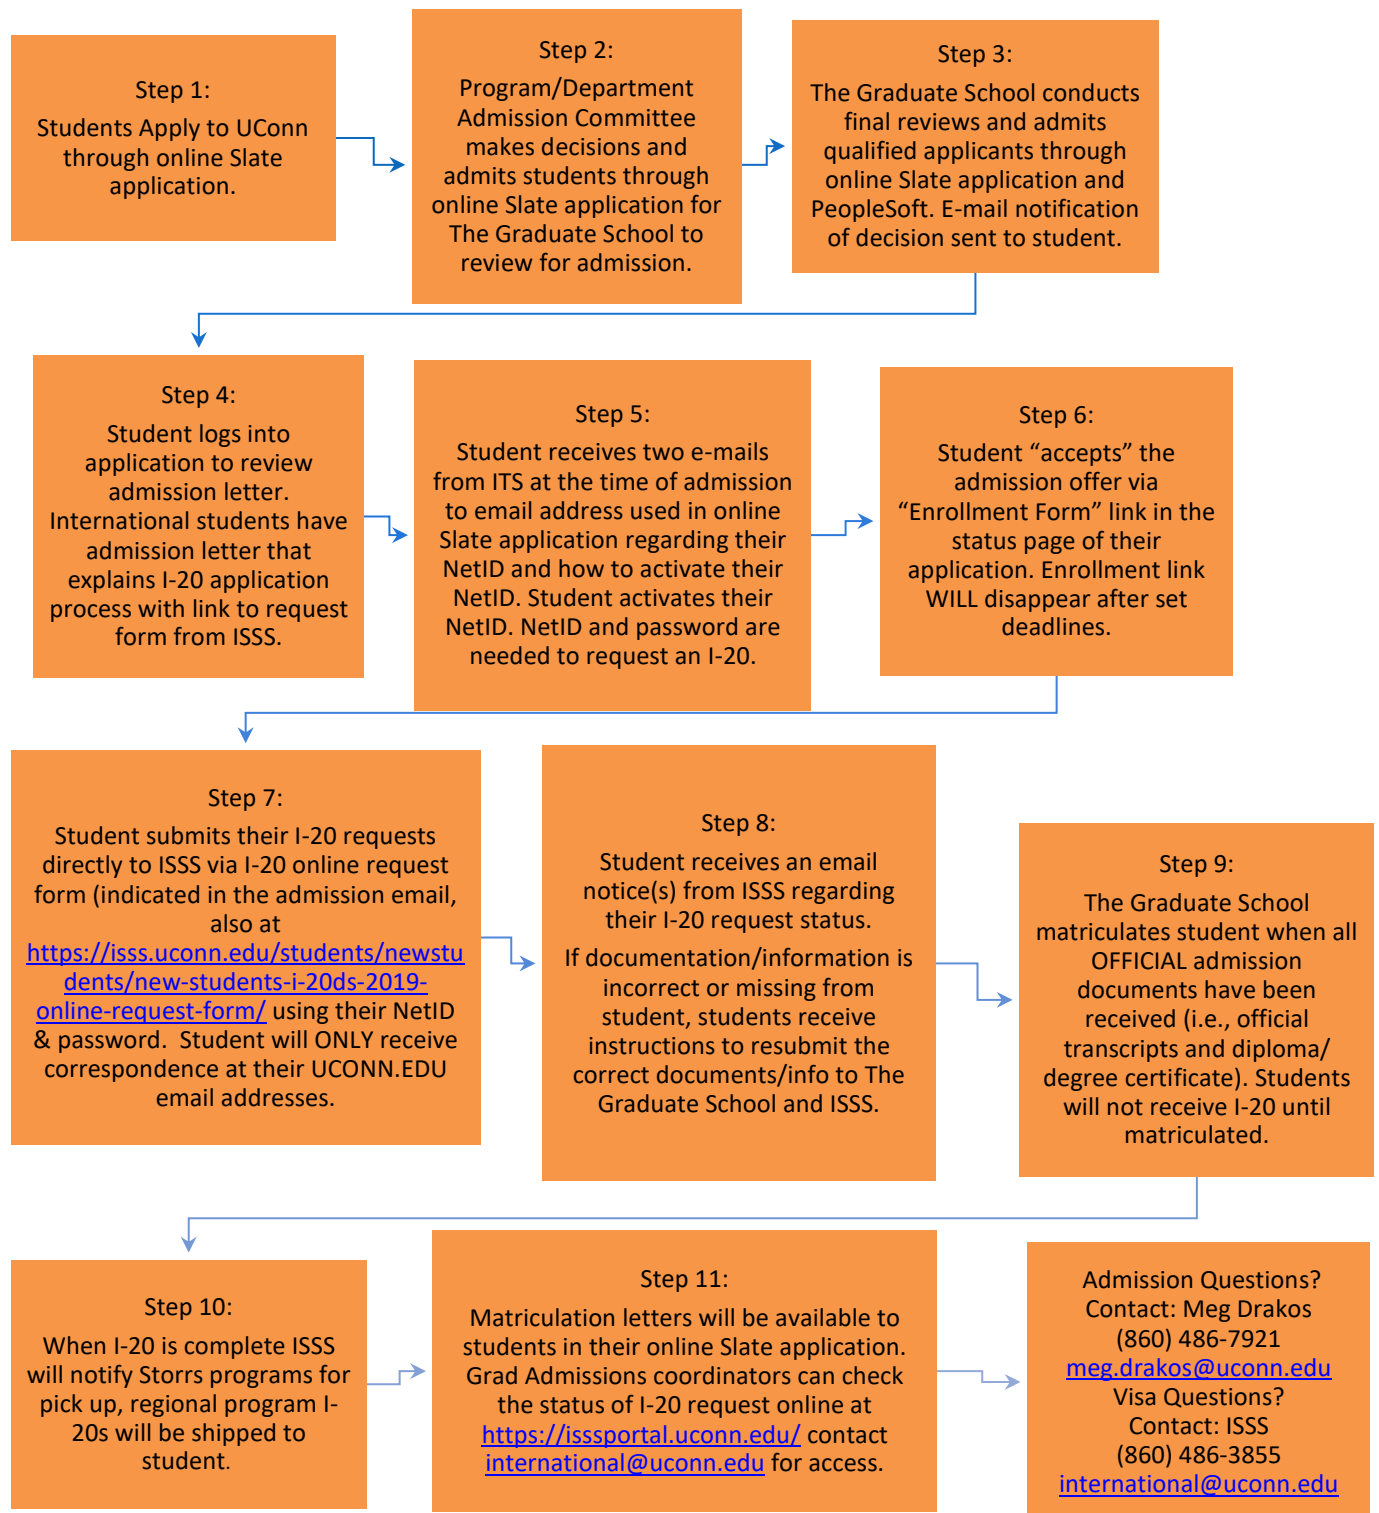 Step 1:
Students Apply to UConn
through online Slate
application.
Step 2:
Program/Department
Admission Committee
makes decisions and
admits students through
online Slate application for
The Graduate School to
review for admission.
Step 3:
The Graduate School conducts
final reviews and admits
qualified applicants through
online Slate application and
PeopleSoft. E-mail notification
of decision sent to student.
Step 4:
Student logs into
application to review
admission letter.
International students have
admission letter that
explains I-20 application
process with link to request
form from ISSS.
Step 5:
Student receives two e-mails
from ITS at the time of admission
to email address used in online
Slate application regarding their
NetID and how to activate their
NetID. Student activates their
NetID. NetID and password are
needed to request an I-20.
Step 6:
Student “accepts” the
admission offer via
“Enrollment Form” link in the
status page of their
application. Enrollment link
WILL disappear after set
deadlines.
Step 7:
Student submits their I-20 requests
directly to ISSS via I-20 online request
form (indicated in the admission email,
also at
https://isss.uconn.edu/students/newstu
dents/new-students-i-20ds-2019-
online-request-form/ using their NetID
& password.  Student will ONLY receive
correspondence at their UCONN.EDU
email addresses.
Step 8:
Student receives an email
notice(s) from ISSS regarding
their I-20 request status.
If documentation/information is
incorrect or missing from
student, students receive
instructions to resubmit the
correct documents/info to The
Graduate School and ISSS.
Step 9:
The Graduate School
matriculates student when all
OFFICIAL admission
documents have been
received (i.e., official
transcripts and diploma/
degree certificate). Students
will not receive I-20 until
matriculated.
Step 10:
When I-20 is complete ISSS
will notify Storrs programs for
pick up, regional program I-
20s will be shipped to
student.
Step 11:
Matriculation letters will be available to
students in their online Slate application.
Grad Admissions coordinators can check
the status of I-20 request online at
https://isssportal.uconn.edu/ contact
international@uconn.edu for access.
Admission Questions?
Contact: Meg Drakos
(860) 486-7921
meg.drakos@uconn.edu
Visa Questions?
Contact: ISSS
(860) 486-3855
international@uconn.edu